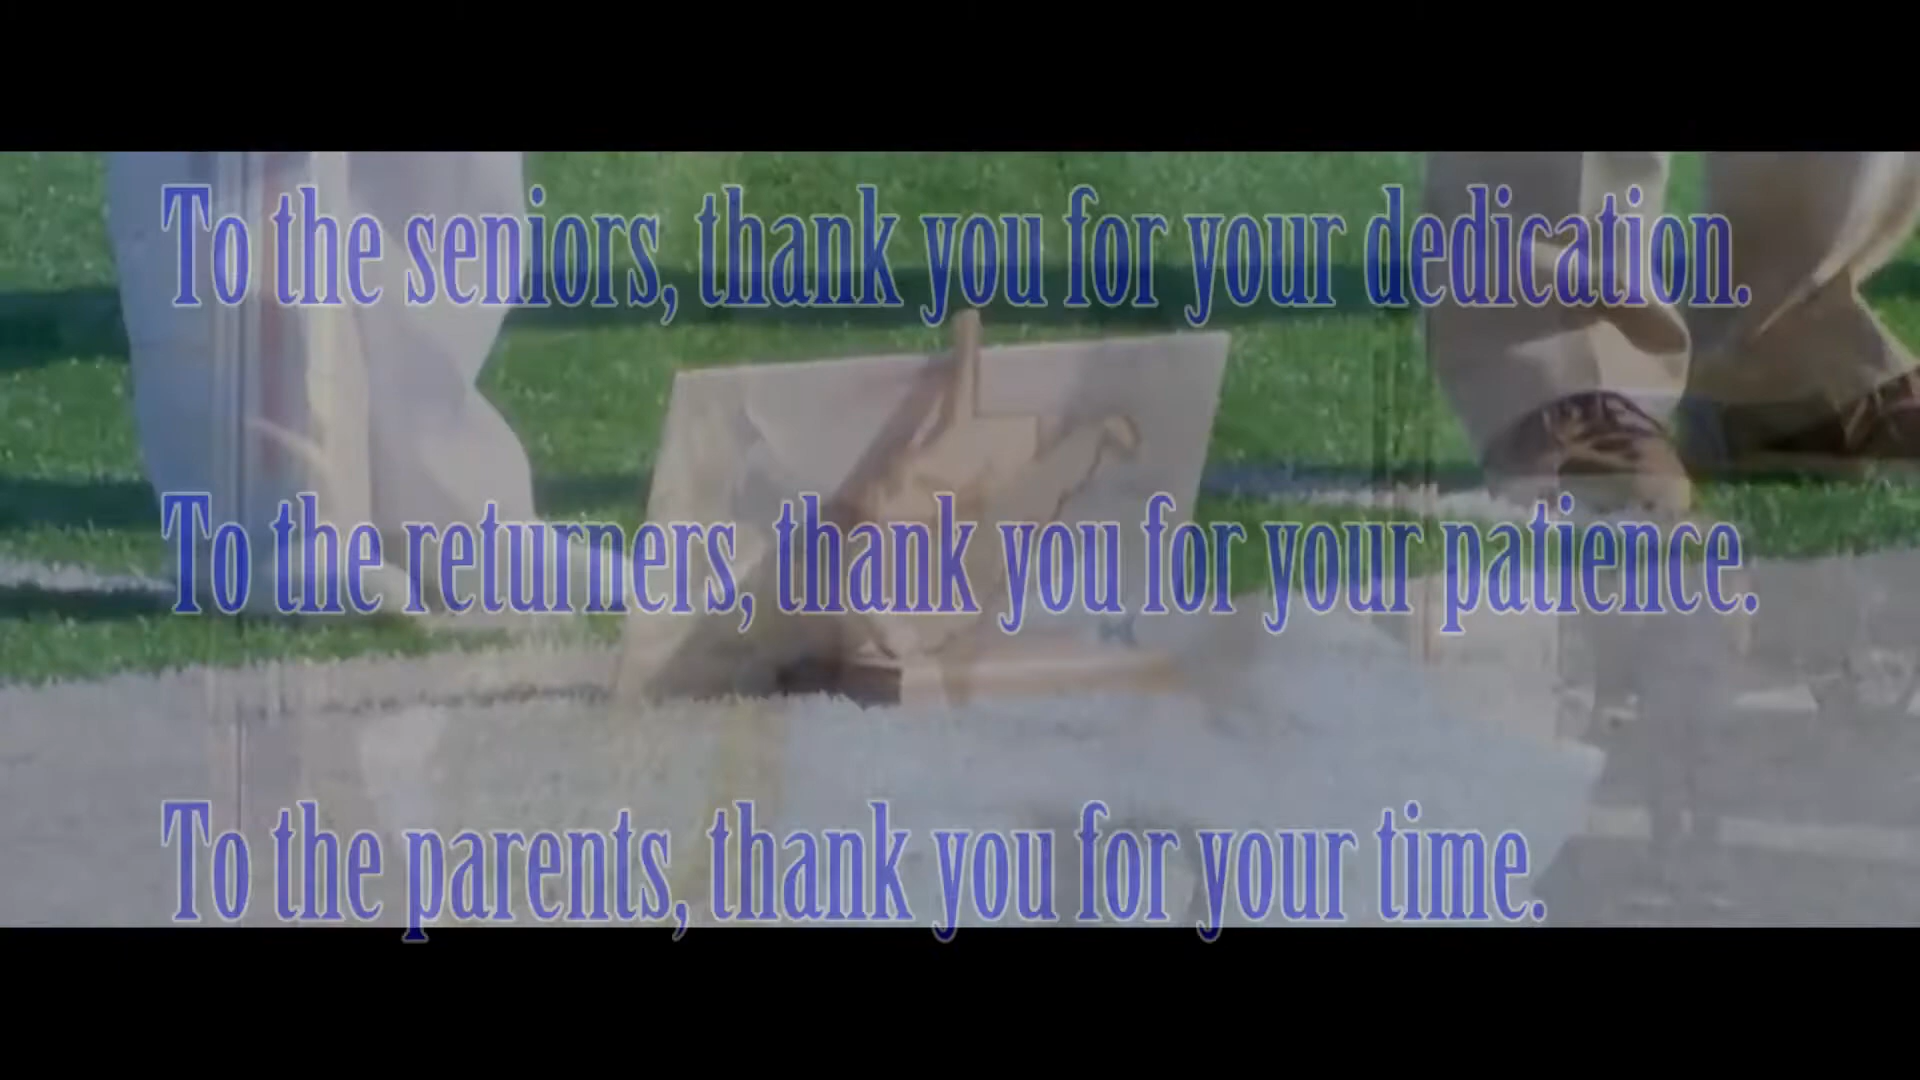 To the seniors, thank you for your dedication.
To the returners, thank you for your patience.
To the parents, thank you for your time.